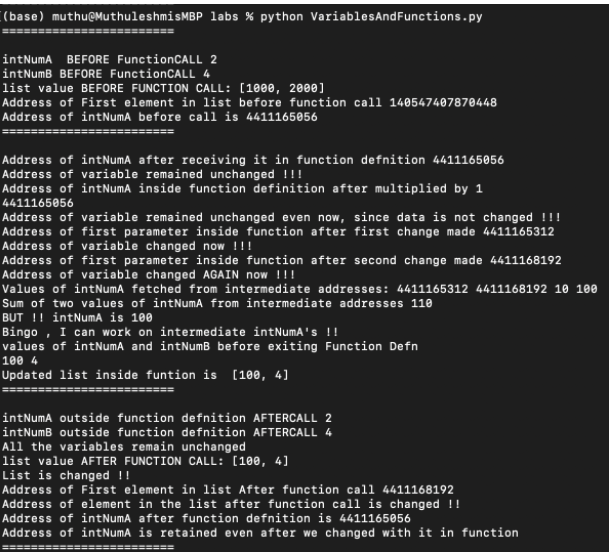 (base) muthu@MuthuleshmisMBP labs % python VariablesAndFunctions.py
=========================
intNumA  BEFORE FunctionCALL 2
intNumB BEFORE FunctionCALL 4
list value BEFORE FUNCTION CALL: [1000, 2000]
Address of First element in list before function call 140547407870448
Address of intNumA before call is 4411165056
=========================
Address of intNumA after receiving it in function defnition 4411165056
Address of variable remained unchanged !!!
Address of intNumA inside function definition after multiplied by 1
4411165056
Address of variable remained unchanged even now, since data is not changed !!!
Address of first parameter inside function after first change made 4411165312
Address of variable changed now !!!
Address of first parameter inside function after second change made 4411168192
Address of variable changed AGAIN now !!!
Values of intNumA fetched from intermediate addresses: 4411165312 4411168192 10 100
Sum of two values of intNumA from intermediate addresses 110
BUT !! intNumA is 100
Bingo , I can work on intermediate intNumA's !!
values of intNumA and intNumB before exiting Function Defn
100 4
Updated list inside funtion is  [100, 4]
=========================
intNumA outside function defnition AFTERCALL 2
intNumB outside function defnition AFTERCALL 4
All the variables remain unchanged
list value AFTER FUNCTION CALL: [100, 4]
List is changed !!
Address of First element in list After function call 4411168192
Address of element in the list after function call is changed !!
Address of intNumA after function defnition is 4411165056
Address of intNumA is retained even after we changed with it in function
=========================